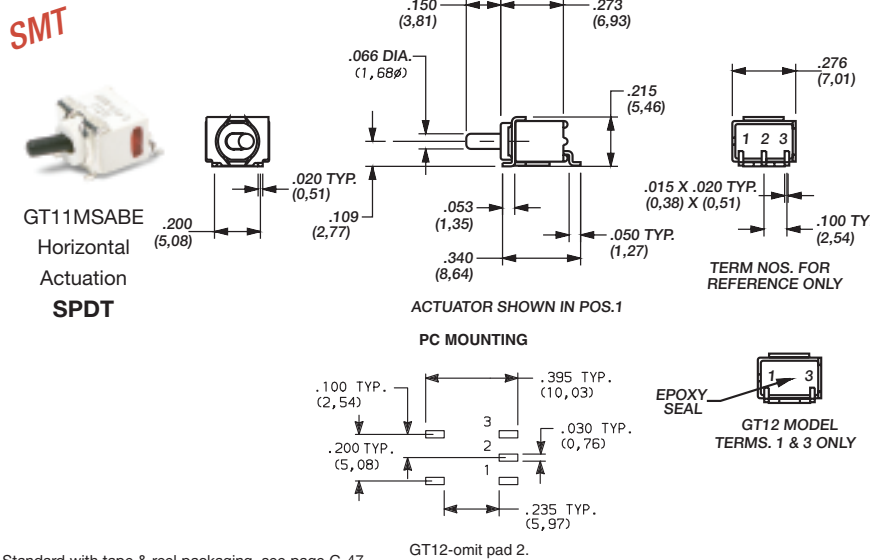 SMT
.150
(3,81)
.273
(6,93)
.066 DIA.
(1,68ø)
.215
(5,46)
.276
(7,01)
1 2 3
.020 TYP.
(0,51)
.200
(5,08)
.109
(2,77)
.053
(1,35)
.340
(8,64)
.050 TYP.
(1,27)
.015 X .020 TYP.
(0,38) X (0,51)
.100 TY
(2,54)
GT11MSABE
Horizontal
Actuation
SPDT
ACTUATOR SHOWN IN POS.1
TERM NOS. FOR
REFERENCE ONLY
PC MOUNTING
.100 TYP.
(2,54)
.395 TYP.
(10,03)
3
2
1
.030 TYP.
(0,76)
.200 TYP.
(5,08)
.235 TYP.
(5,97)
1 3
EPOXY
SEAL
GT12 MODEL
TERMS. 1 & 3 ONLY
GT12-omit pad 2.
Standard with tape & reel packaging, see page G-47